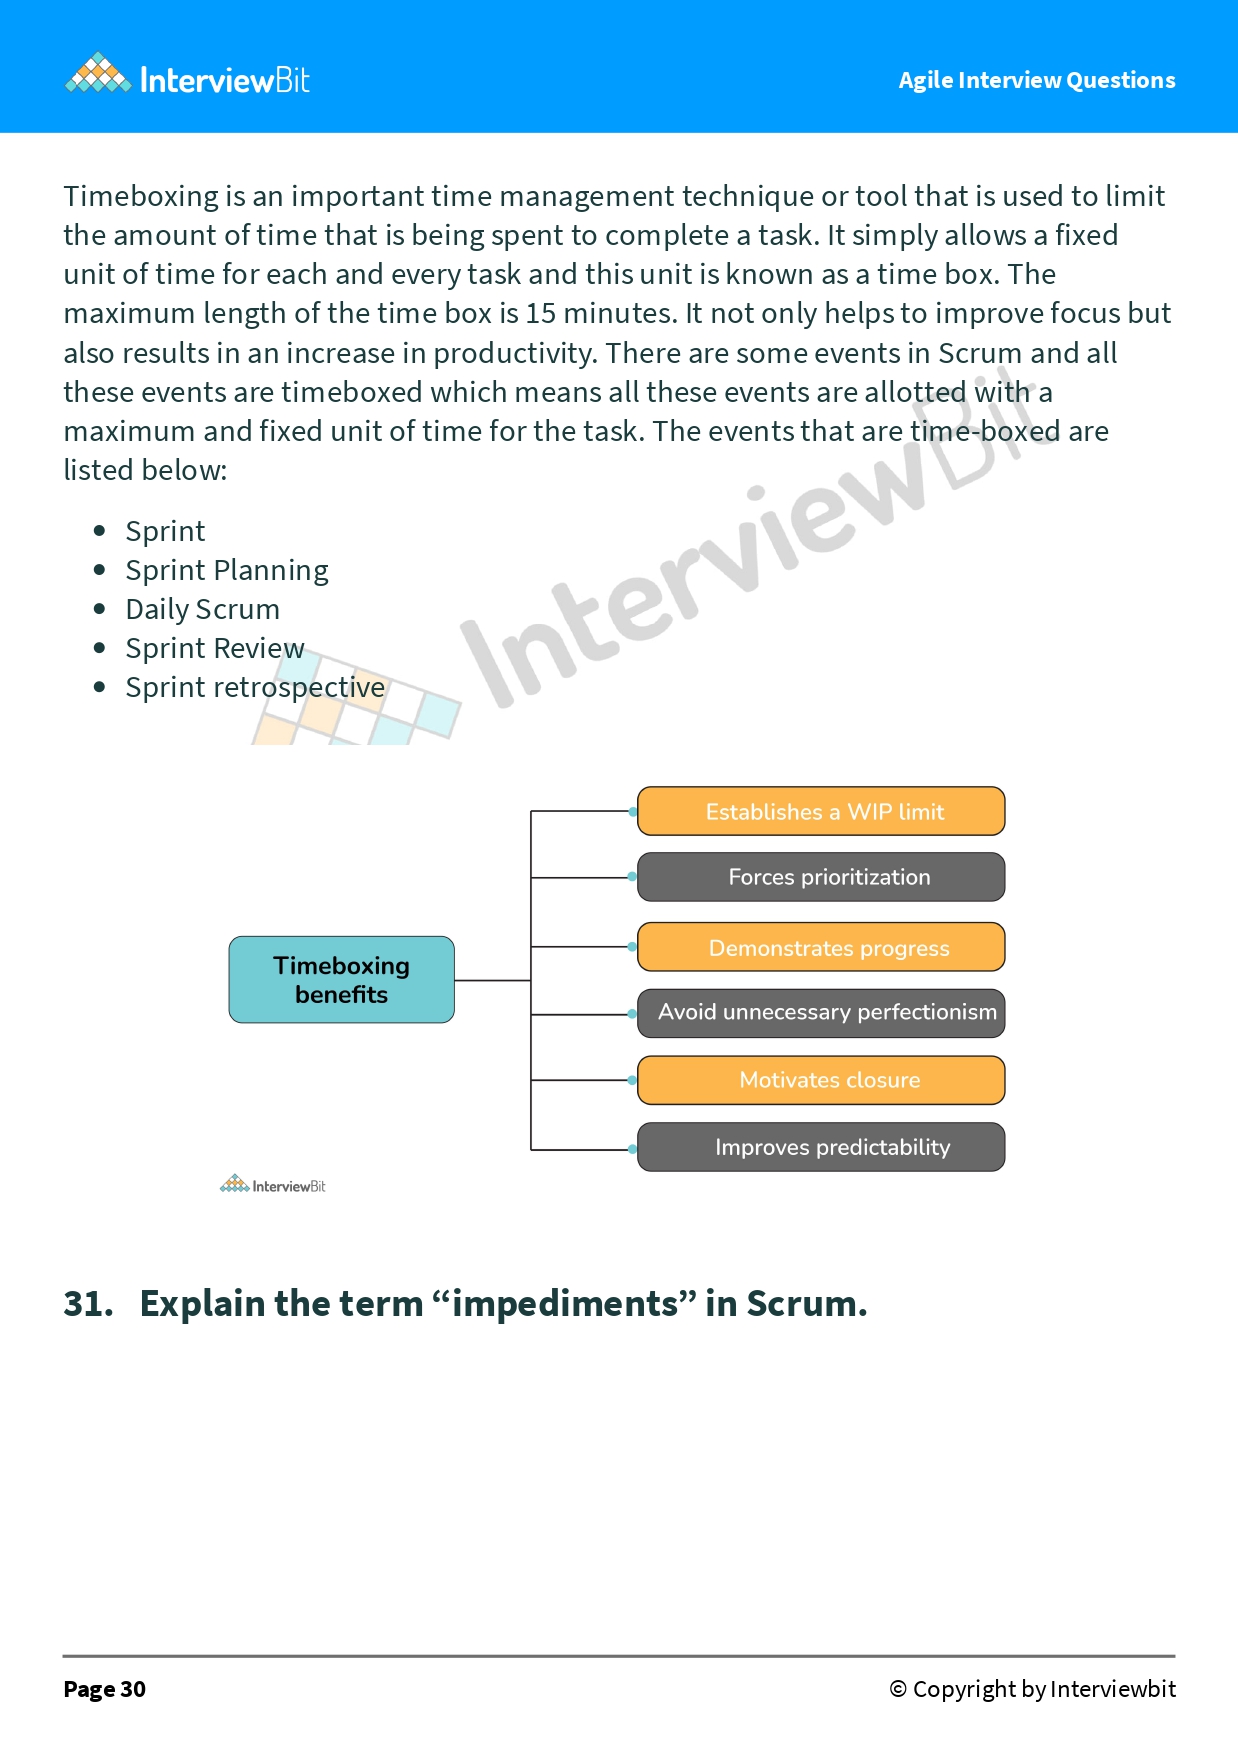 InterviewBit
Agile Interview Questions
Timeboxing is an important time management technique or tool that is used to limit
the amount of time that is being spent to complete a task. It simply allows a fixed
unit of time for each and every task and this unit is known as a time box. The
maximum length of the time box is 15 minutes. It not only helps to improve focus but
also results in an increase in productivity. There are some events in Scrum and all
these events are timeboxed which means all these events are allotted with a
maximum and fixed unit of time for the task. The events that are time-boxed are
listed below:
• Sprint
• Sprint Planning
• Daily Scrum
• Sprint Review
• Sprint retrospective
InterviewBit
Timeboxing
benefits
Establishes a WIP limit
Forces prioritization
Demonstrates progress
Avoid unnecessary perfectionism
Motivates closure
Improves predictability
InterviewBit
31. Explain the term “impediments” in Scrum.
Page 30
© Copyright by Interviewbit